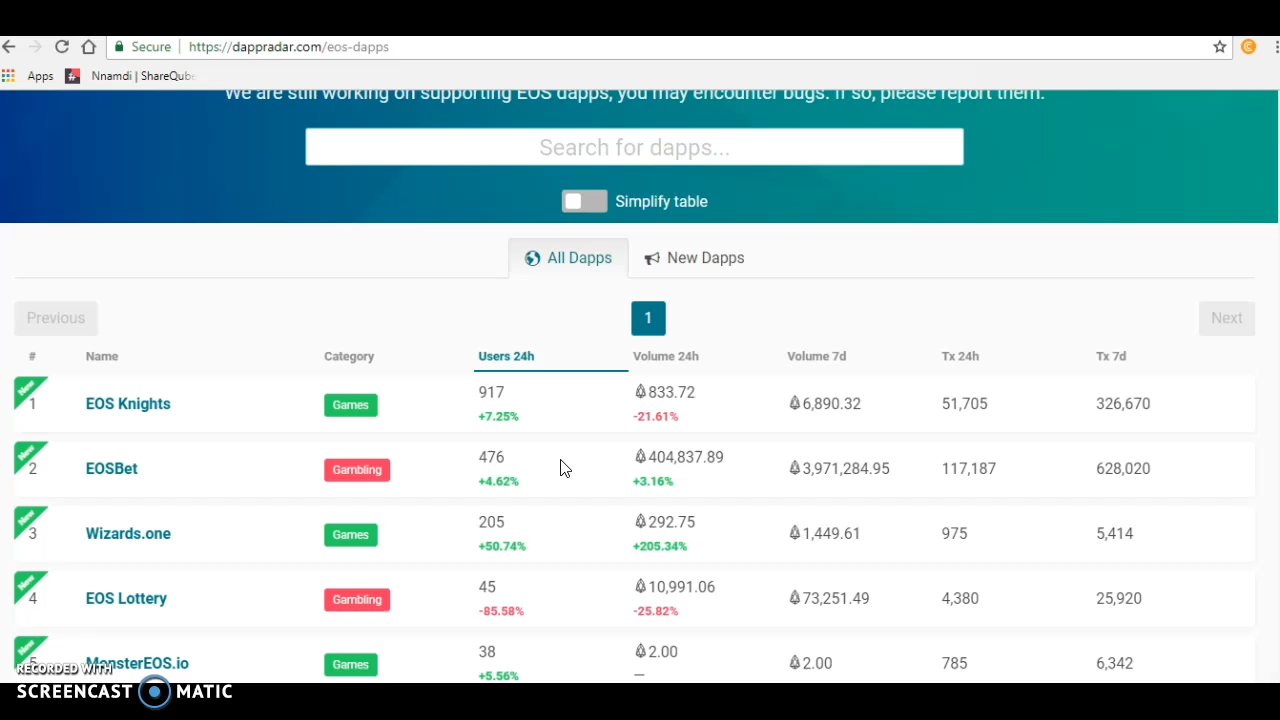 Secure https://dappradar.com/eos-dapps
Apps Nnamdi | ShareQube
We are still working on supporting EOS dapps, you may encounter bugs. If so, please report them.
Search for dapps...
Simplify table
All Dapps New Dapps
Previous 1 Next
# Name Category Users 24h Volume 24h Volume 7d Tx 24h Tx 7d
New 1 EOS Knights Games 917 833.72 6,890.32 51,705 326,670
+7.25% -21.61%
New 2 EOSBet Gambling 476 404,837.89 3,971,284.95 117,187 628,020
+4.62% +3.16%
New 3 Wizards.one Games 205 292.75 1,449.61 975 5,414
+50.74% +205.34%
New 4 EOS Lottery Gambling 45 10,991.06 73,251.49 4,380 25,920
-85.58% -25.82%
New 5 MonsterEOS.io Games 38 2.00 2.00 785 6,342
+5.56% —
RECORDED WITH
SCREENCAST MATIC